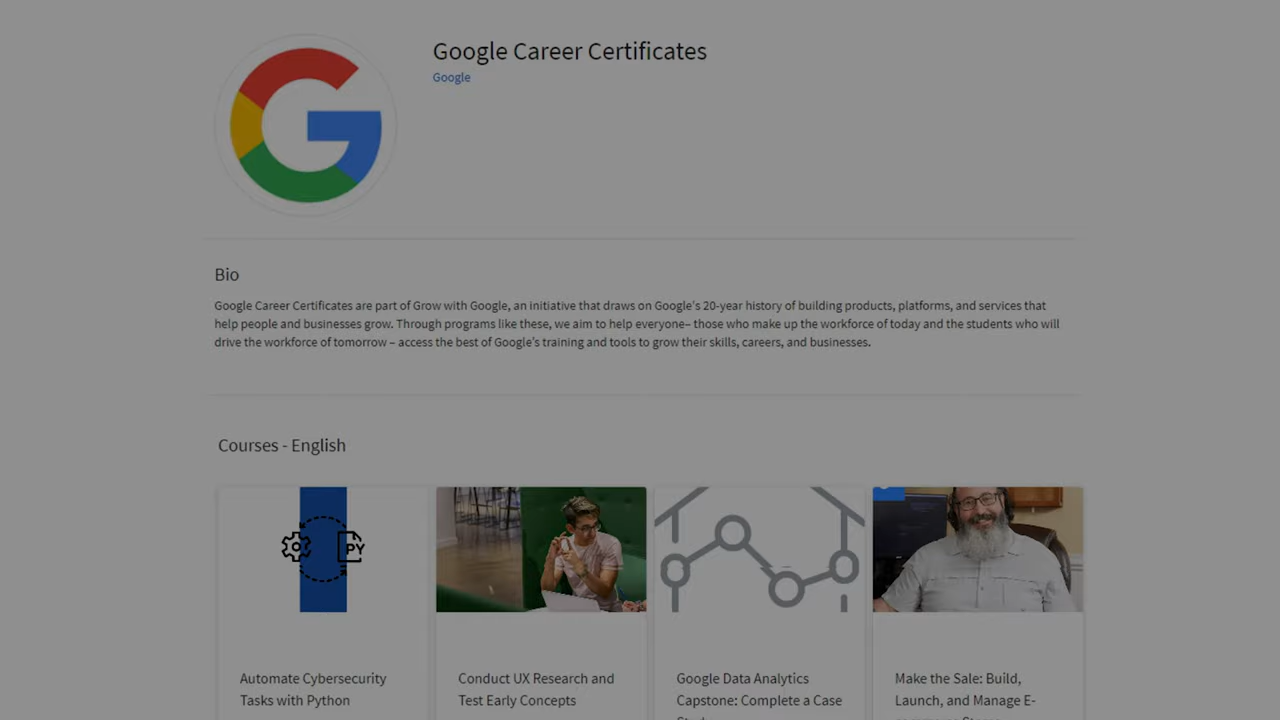 Google Career Certificates
Google
Bio
Google Career Certificates are part of Grow with Google, an initiative that draws on Google's 20-year history of building products, platforms, and services that
help people and businesses grow. Through programs like these, we aim to help everyone– those who make up the workforce of today and the students who will
drive the workforce of tomorrow – access the best of Google's training and tools to grow their skills, careers, and businesses.
Courses - English
PY
Automate Cybersecurity
Tasks with Python
Conduct UX Research and
Test Early Concepts
Google Data Analytics
Capstone: Complete a Case
Make the Sale: Build,
Launch, and Manage E-